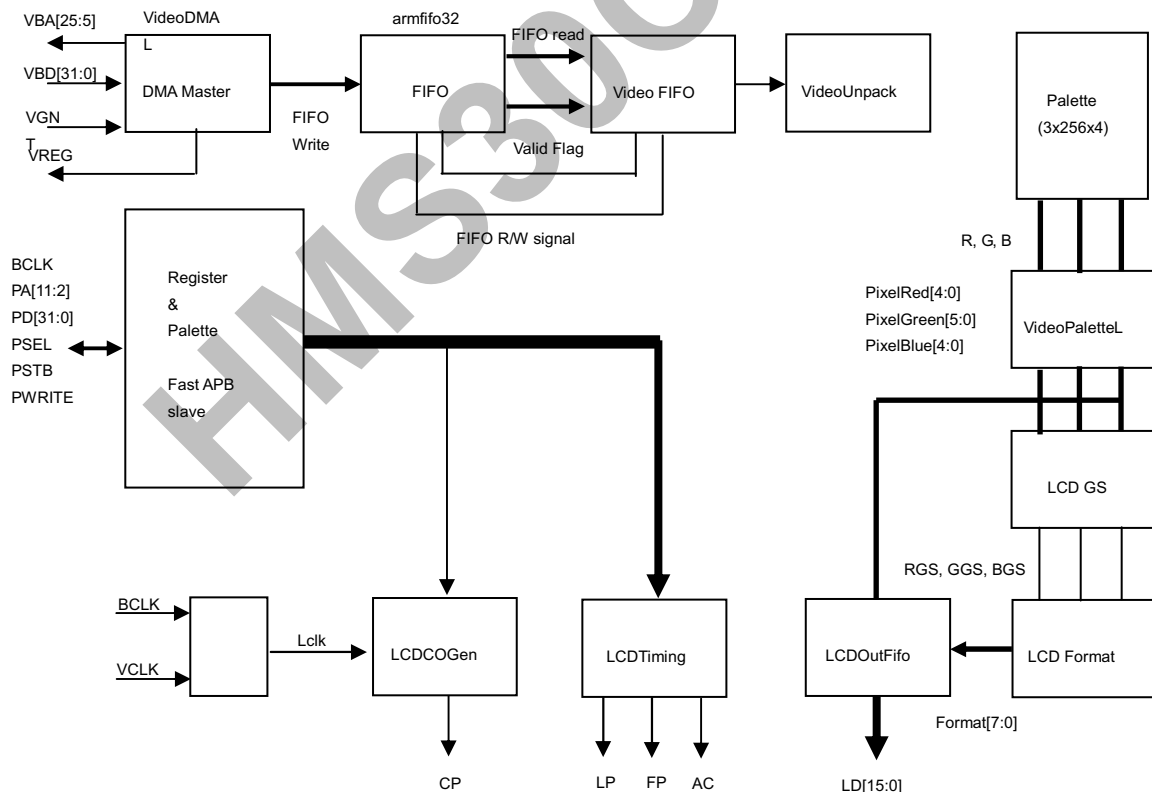 VBA[25:5]
VideoDMA
L
armfifo32
FIFO read
VBD[31:0]
DMA Master
FIFO
Video FIFO
VideoUnpack
Palette
(3x256x4)
VGN
T
VREG
FIFO
Write
Valid Flag
FIFO R/W signal
R, G, B
BCLK
PA[11:2]
PD[31:0]
PSEL
PSTB
PWRITE
Register
&
Palette
Fast APB
slave
PixelRed[4:0]
PixelGreen[5:0]
PixelBlue[4:0]
VideoPaletteL
LCD GS
RGS, GGS, BGS
BCLK
VCLK
Lclk
LCDCOGen
LCDTiming
LCDOutFifo
LCD Format
Format[7:0]
CP
LP
FP
AC
LD[15:0]